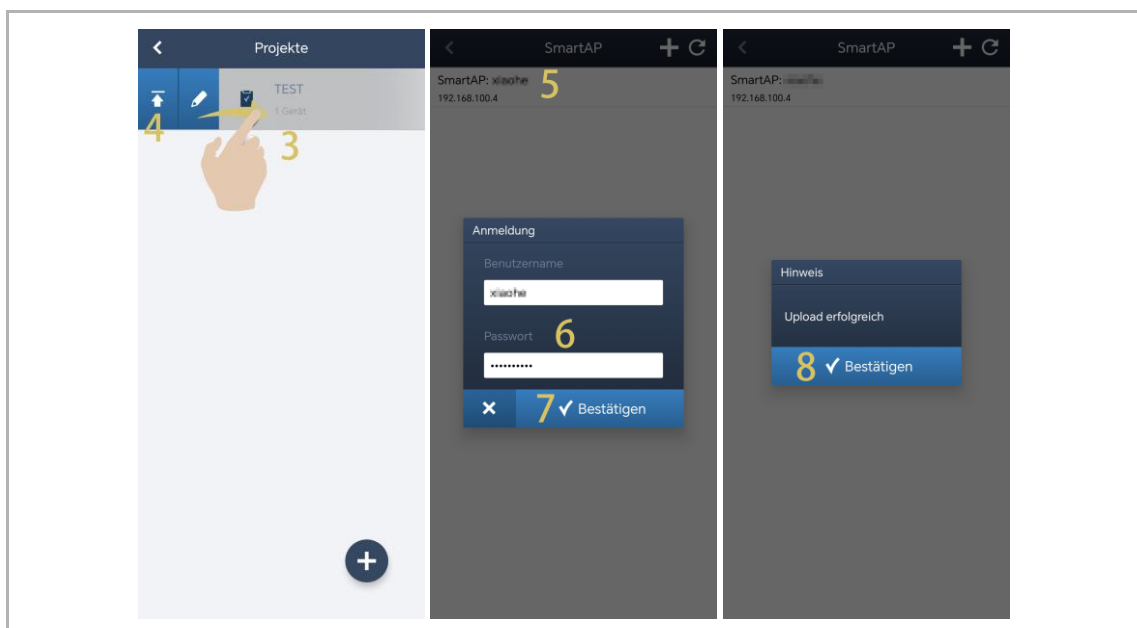 Projekte
TEST
1 Gerät
4
3
SmartAP
SmartAP:
5
192.168.100.4
Anmeldung
Benutzername
Passwort
6
••••••••••
7
Bestätigen
SmartAP
SmartAP:
192.168.100.4
Hinweis
Upload erfolgreich
8
Bestätigen